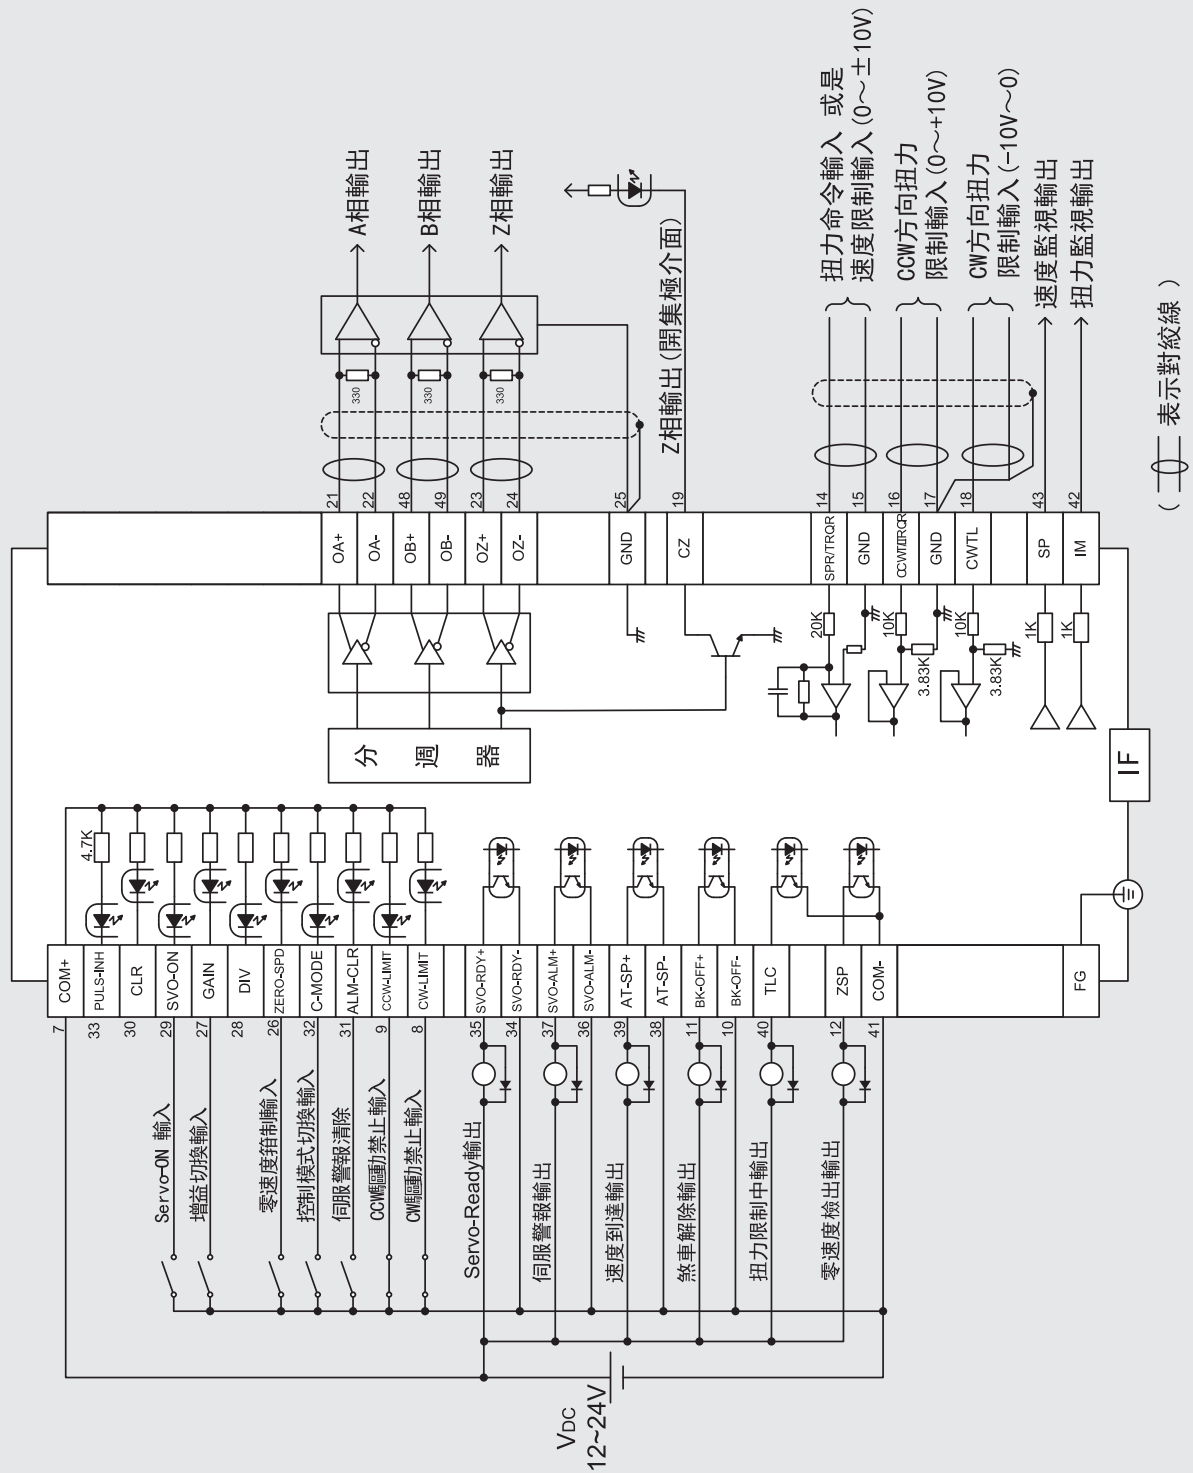 VDC
12~24V
Servo-ON 輸入
增益切換輸入
零速度箝制輸入
控制模式切換輸入
伺服警報清除
CCW驅動禁止輸入
CW驅動禁止輸入
Servo-Ready輸出
伺服警報輸出
速度到達輸出
煞車解除輸出
扭力限制中輸出
零速度檢出輸出
7 COM+
33 PULS-INH
30 CLR
29 SVO-ON
27 GAIN
28 DIV
26 ZERO-SPD
32 C-MODE
31 ALM-CLR
9 CCW-LIMIT
8 CW-LIMIT
35 SVO-RDY+
34 SVO-RDY-
37 SVO-ALM+
36 SVO-ALM-
39 AT-SP+
38 AT-SP-
11 BK-OFF+
10 BK-OFF-
40 TLC
12 ZSP
41 COM-
FG
4.7K
IF
分調器
20K
10K
3.83K
10K
3.83K
1K
1K
OA+ 21
OA- 22
OB+ 48
OB- 49
OZ+ 23
OZ- 24
GND 25
CZ 19
SPR/TRQR 14
GND 15
16
GND 17
CWTL 18
SP 43
IM 42
330
330
330
A相輸出
B相輸出
Z相輸出
Z相輸出(開集極介面)
扭力命令輸入 或是
速度限制輸入(0～±10V)
CCW方向扭力
限制輸入(0～+10V)
CW方向扭力
限制輸入(-10V～0)
速度監視輸出
扭力監視輸出
( 表示對絞線 )